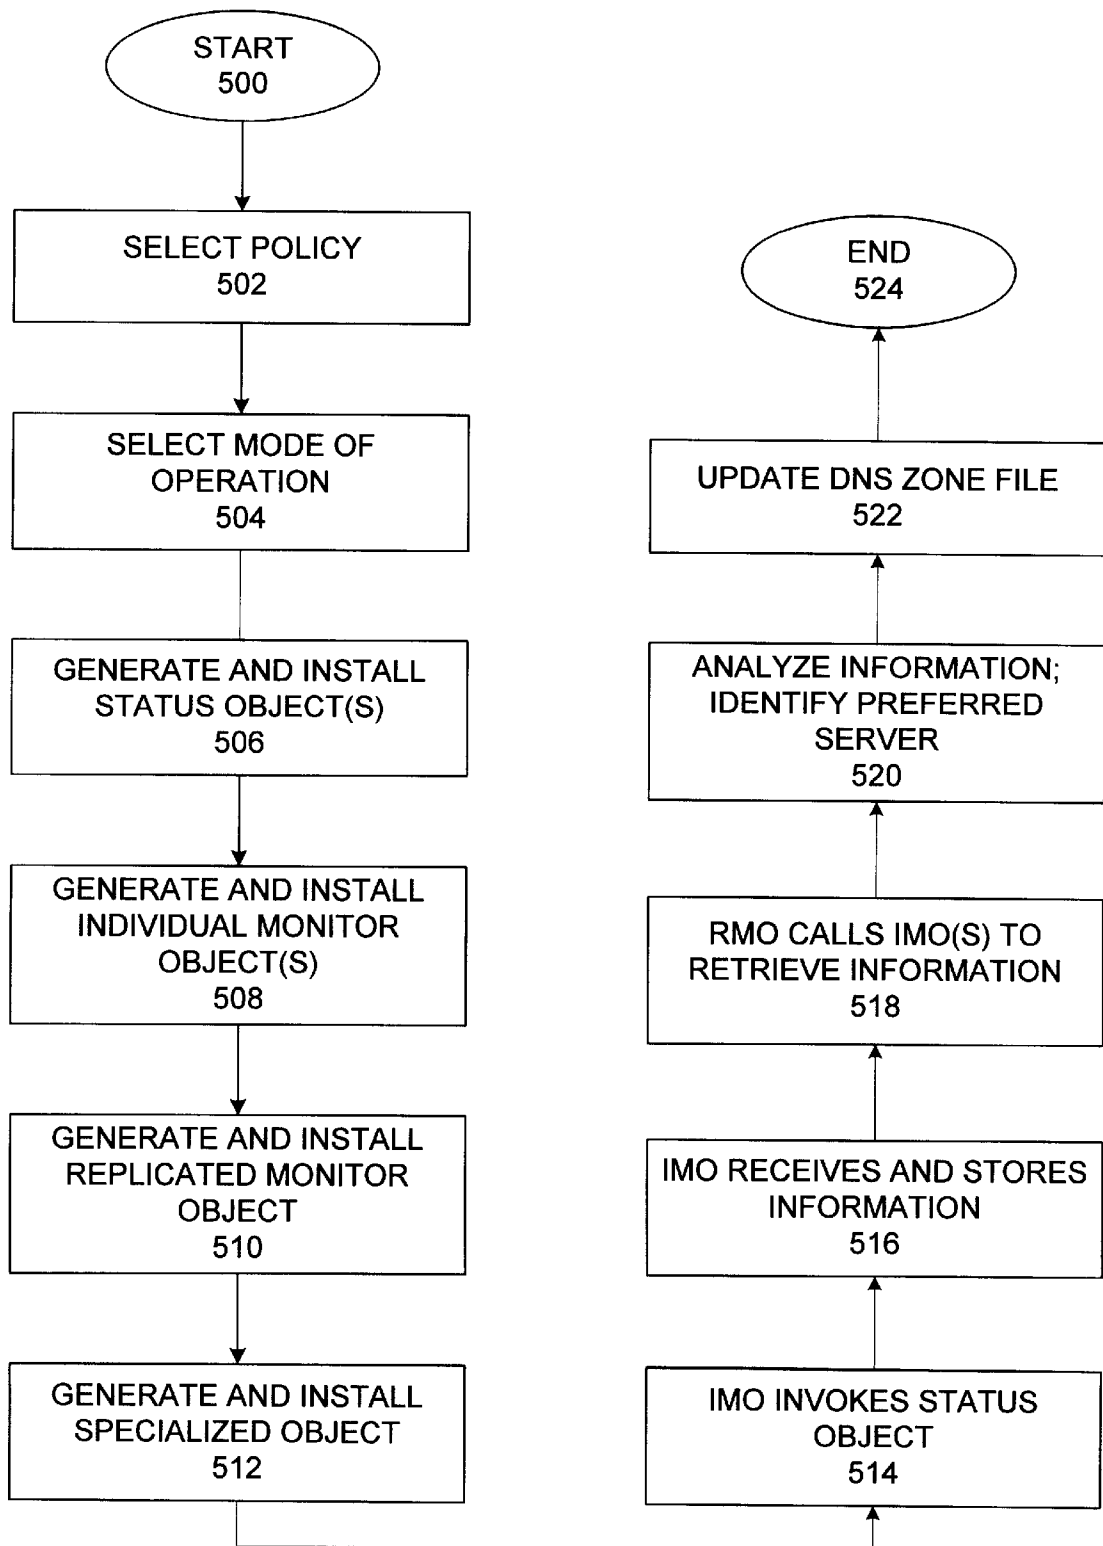 START
500
SELECT POLICY
502
SELECT MODE OF
OPERATION
504
GENERATE AND INSTALL
STATUS OBJECT(S)
506
GENERATE AND INSTALL
INDIVIDUAL MONITOR
OBJECT(S)
508
GENERATE AND INSTALL
REPLICATED MONITOR
OBJECT
510
GENERATE AND INSTALL
SPECIALIZED OBJECT
512
IMO INVOKES STATUS
OBJECT
514
IMO RECEIVES AND STORES
INFORMATION
516
RMO CALLS IMO(S) TO
RETRIEVE INFORMATION
518
ANALYZE INFORMATION;
IDENTIFY PREFERRED
SERVER
520
UPDATE DNS ZONE FILE
522
END
524